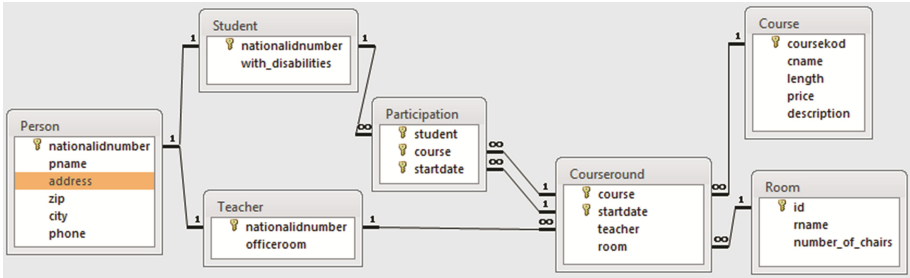 Person
nationalidnumber
pname
address
zip
city
phone
1
1
1
Student
nationalidnumber
with_disabilities
1
∞
Teacher
nationalidnumber
officeroom
1
∞
Participation
student
course
startdate
∞
∞
1
1
Courseround
course
startdate
teacher
room
∞
1
∞
1
Course
coursekod
cname
length
price
description
Room
id
rname
number_of_chairs